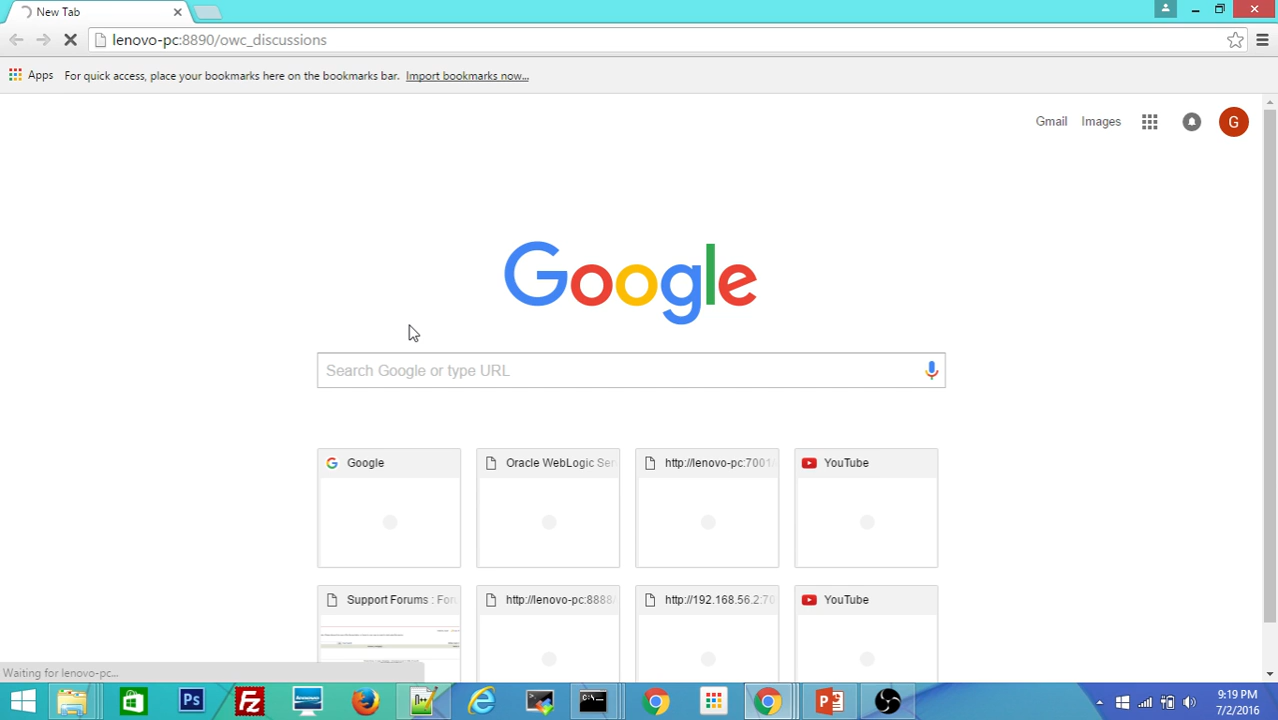 New Tab
lenovo-pc:8890/owc_discussions
Apps For quick access, place your bookmarks here on the bookmarks bar. Import bookmarks now...
Gmail Images G
Google
Search Google or type URL
Google Oracle WebLogic Ser http://lenovo-pc:7001/ YouTube
Support Forums : For http://lenovo-pc:8888/ http://192.168.56.2:70 YouTube
Waiting for lenovo-pc...
Ps Fz
9:19 PM
7/2/2016